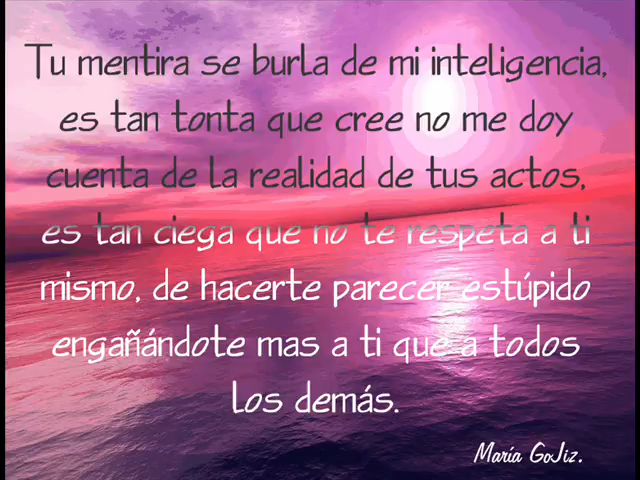 Tu mentira se burla de mi inteligencia,
es tan tonta que cree no me doy
cuenta de la realidad de tus actos,
es tan ciega que no te respeta a ti
mismo, de hacerte parecer estúpido
engañándote mas a ti que a todos
los demás.
María GoJiz.